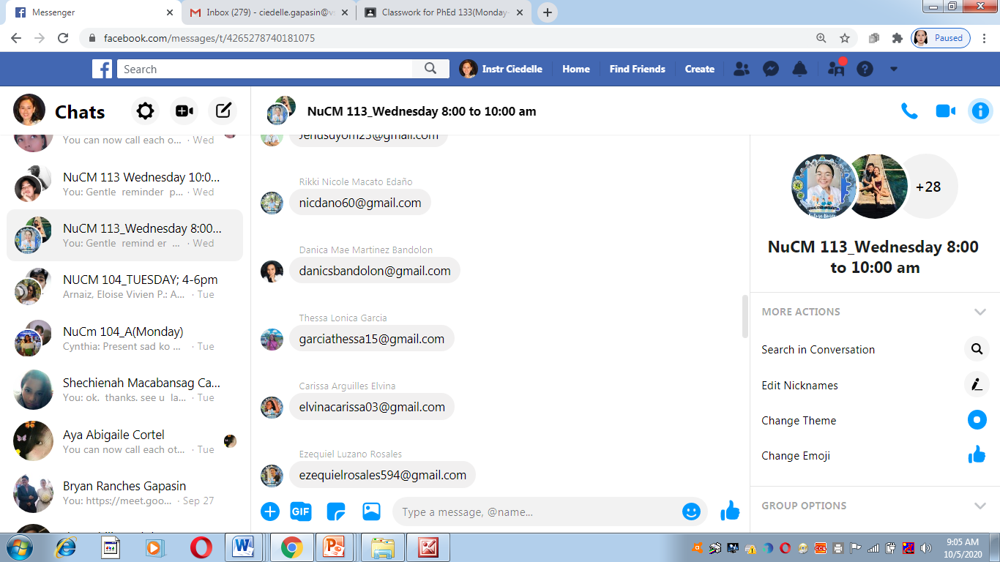 Messenger
Inbox (279) - ciedelle.gapasin@v
Classwork for PhEd 133(Monday-
facebook.com/messages/t/4265278740181075
Paused
Search
Instr Ciedelle
Home
Find Friends
Create
Chats
You can now call each o... · Wed
NuCM 113 Wednesday 10:0...
You: Gentle reminder p... · Wed
NuCM 113_Wednesday 8:00...
You: Gentle remind er ... · Wed
NUCM 104_TUESDAY; 4-6pm
Arnaiz, Eloise Vivien P.: A... · Tue
NuCm 104_A(Monday)
Cynthia: Present sad ko ... · Tue
Shechienah Macabansag Ca...
You: ok. thanks. see u la... · Tue
Aya Abigaile Cortel
You can now call each ot... · Tue
Bryan Ranches Gapasin
You: https://meet.goo... · Sep 27
NuCM 113_Wednesday 8:00 to 10:00 am
Jenusuyom25@gmail.com
Rikki Nicole Macato Edaño
nicdano60@gmail.com
Danica Mae Martinez Bandolon
danicsbandolon@gmail.com
Thessa Lonica Garcia
garciathessa15@gmail.com
Carissa Arguilles Elvina
elvinacarissa03@gmail.com
Ezequiel Luzano Rosales
ezequielrosales594@gmail.com
GIF
Type a message, @name...
+28
NuCM 113_Wednesday 8:00
to 10:00 am
MORE ACTIONS
Search in Conversation
Edit Nicknames
Change Theme
Change Emoji
GROUP OPTIONS
9:05 AM
10/5/2020